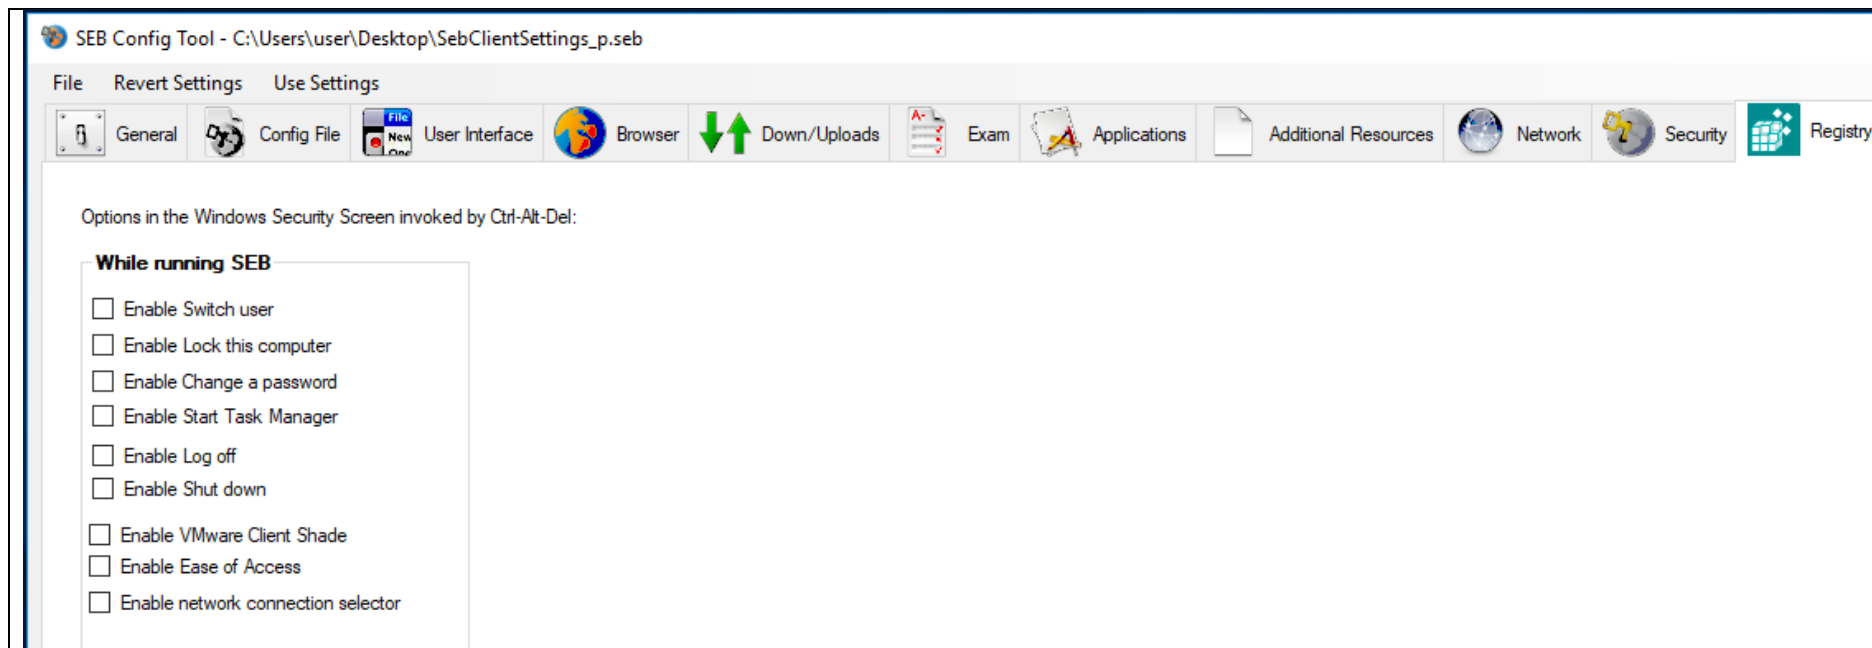 SEB Config Tool - C:\Users\user\Desktop\SebClientSettings_p.seb
File Revert Settings Use Settings
General Config File File New One User Interface Browser Down/Uploads A- Exam Applications Additional Resources Network Security Registry
Options in the Windows Security Screen invoked by Ctrl-Alt-Del:
While running SEB
Enable Switch user
Enable Lock this computer
Enable Change a password
Enable Start Task Manager
Enable Log off
Enable Shut down
Enable VMware Client Shade
Enable Ease of Access
Enable network connection selector